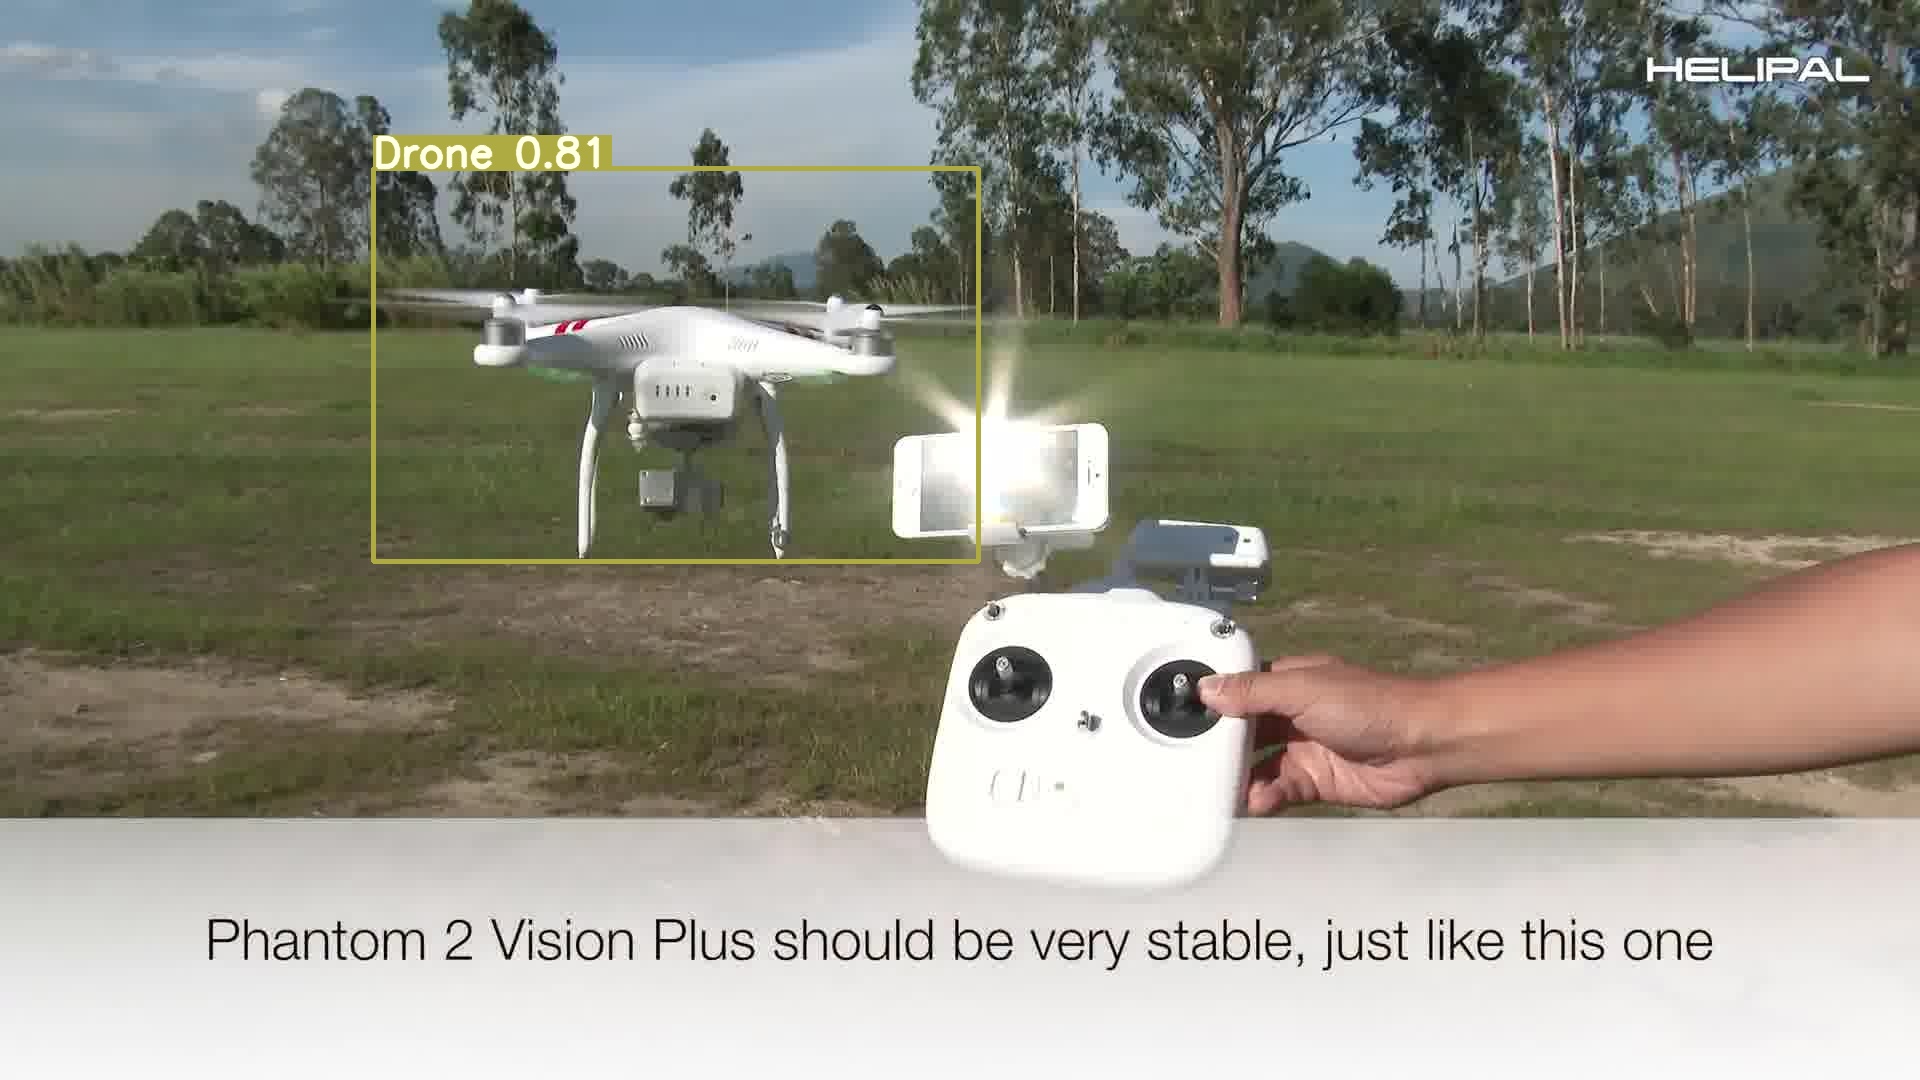 HELIPAL
Drone 0.81
Phantom 2 Vision Plus should be very stable, just like this one